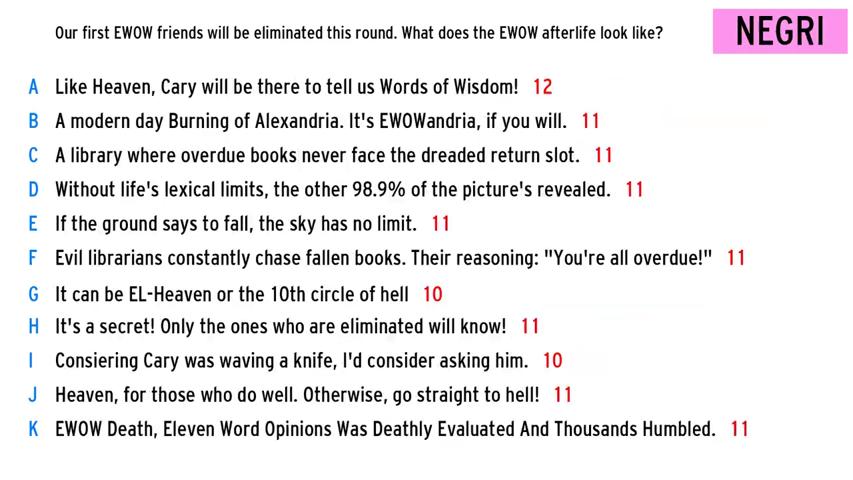 Our first EWOW friends will be eliminated this round. What does the EWOW afterlife look like?
NEGRI
A Like Heaven, Cary will be there to tell us Words of Wisdom! 12
B A modern day Burning of Alexandria. It's EWOWandria, if you will. 11
C A library where overdue books never face the dreaded return slot. 11
D Without life's lexical limits, the other 98.9% of the picture's revealed. 11
E If the ground says to fall, the sky has no limit. 11
F Evil librarians constantly chase fallen books. Their reasoning: "You're all overdue!" 11
G It can be EL-Heaven or the 10th circle of hell 10
H It's a secret! Only the ones who are eliminated will know! 11
I Consiering Cary was waving a knife, I'd consider asking him. 10
J Heaven, for those who do well. Otherwise, go straight to hell! 11
K EWOW Death, Eleven Word Opinions Was Deathly Evaluated And Thousands Humbled. 11